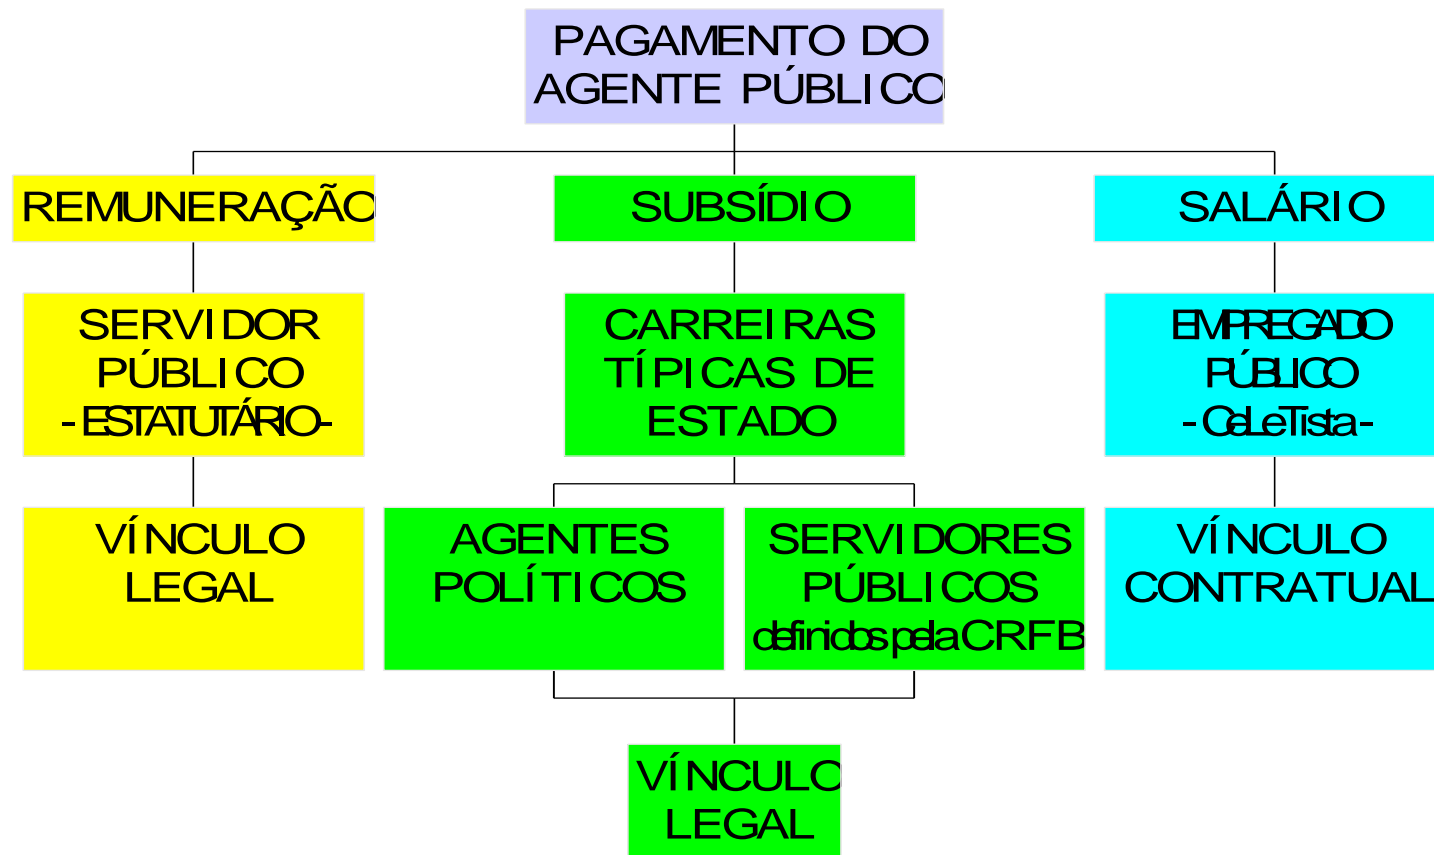 PAGAMENTO DO
AGENTE PÚBLICO
REMUNERAÇÃO
SUBSÍDIO
SALÁRIO
SERVIDOR
PÚBLICO
- ESTATUTÁRIO-
CARREIRAS
TÍPICAS DE
ESTADO
EMPREGADO
PÚBLICO
- CeLeTista -
VÍNCULO
LEGAL
AGENTES
POLÍTICOS
SERVIDORES
PÚBLICOS
definidos pela CRFB
VÍNCULO
CONTRATUAL
VÍNCULO
LEGAL